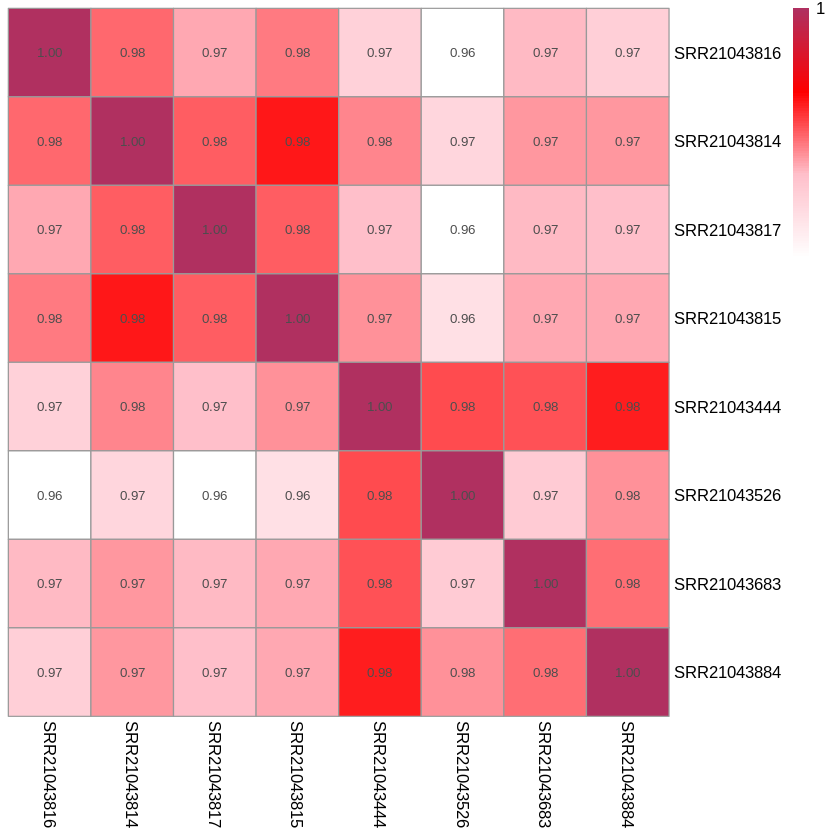 1
1.00 0.98 0.97 0.98 0.97 0.96 0.97 0.97 SRR21043816
0.98 1.00 0.98 0.98 0.98 0.97 0.97 0.97 SRR21043814
0.97 0.98 1.00 0.98 0.97 0.96 0.97 0.97 SRR21043817
0.98 0.98 0.98 1.00 0.97 0.96 0.97 0.97 SRR21043815
0.97 0.98 0.97 0.97 1.00 0.98 0.98 0.98 SRR21043444
0.96 0.97 0.96 0.96 0.98 1.00 0.97 0.98 SRR21043526
0.97 0.97 0.97 0.97 0.98 0.97 1.00 0.98 SRR21043683
0.97 0.97 0.97 0.97 0.98 0.98 0.98 1.00 SRR21043884
SRR21043816
SRR21043814
SRR21043817
SRR21043815
SRR21043444
SRR21043526
SRR21043683
SRR21043884